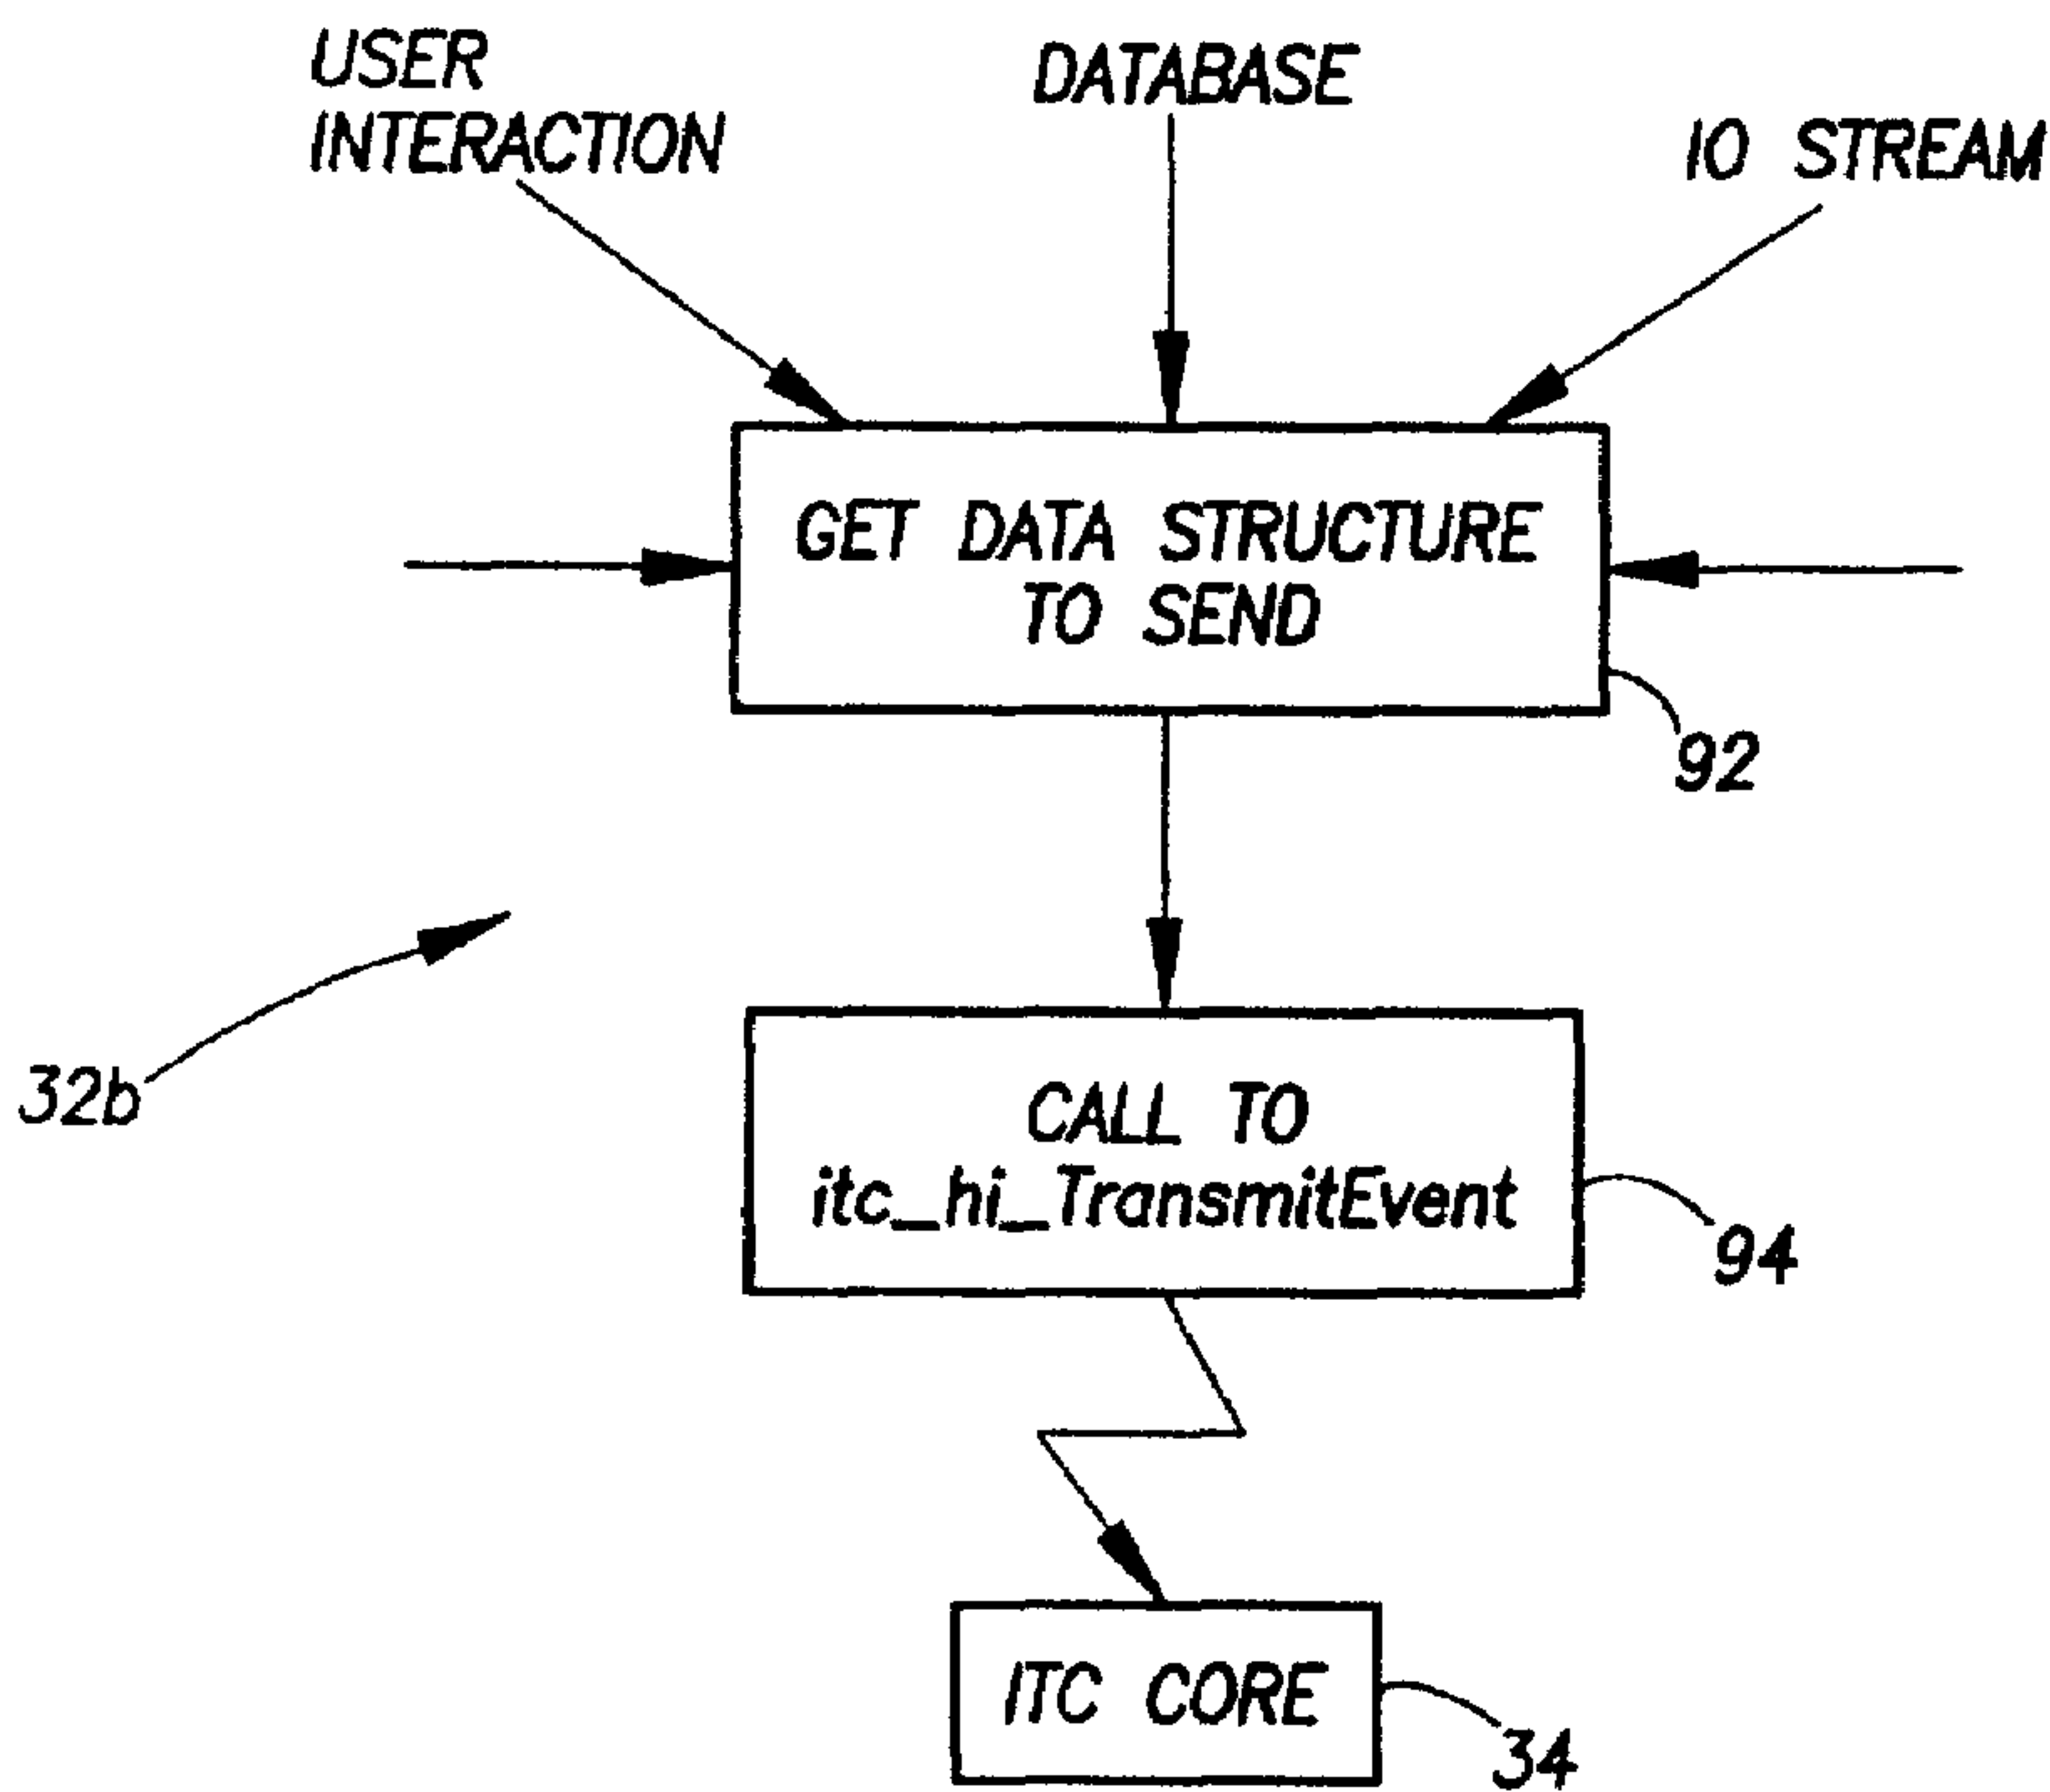 USER
INTERACTION
DATABASE
IO STREAM
GET DATA STRUCTURE
TO SEND
92
32b
CALL TO
itc_hi_TransmitEvent
94
ITC CORE
34